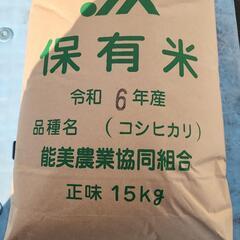 JA
保有米
令和 6年産
品種名 (コシヒカリ)
能美農業協同組合
正味 15kg